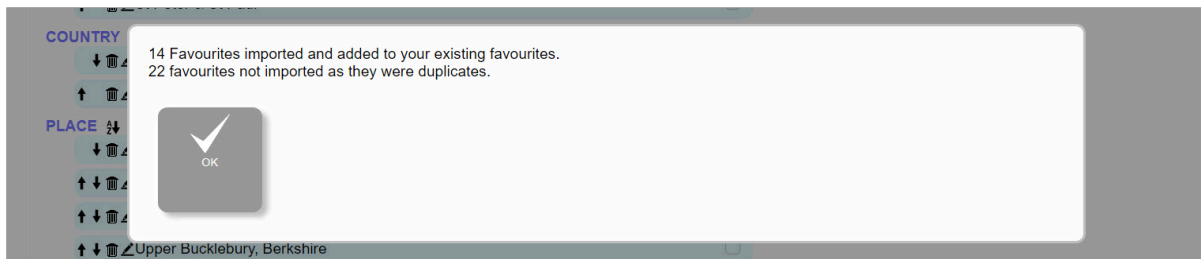 COUNTRY
14 Favourites imported and added to your existing favourites.
22 favourites not imported as they were duplicates.
PLACE
OK
Upper Bucklebury, Berkshire